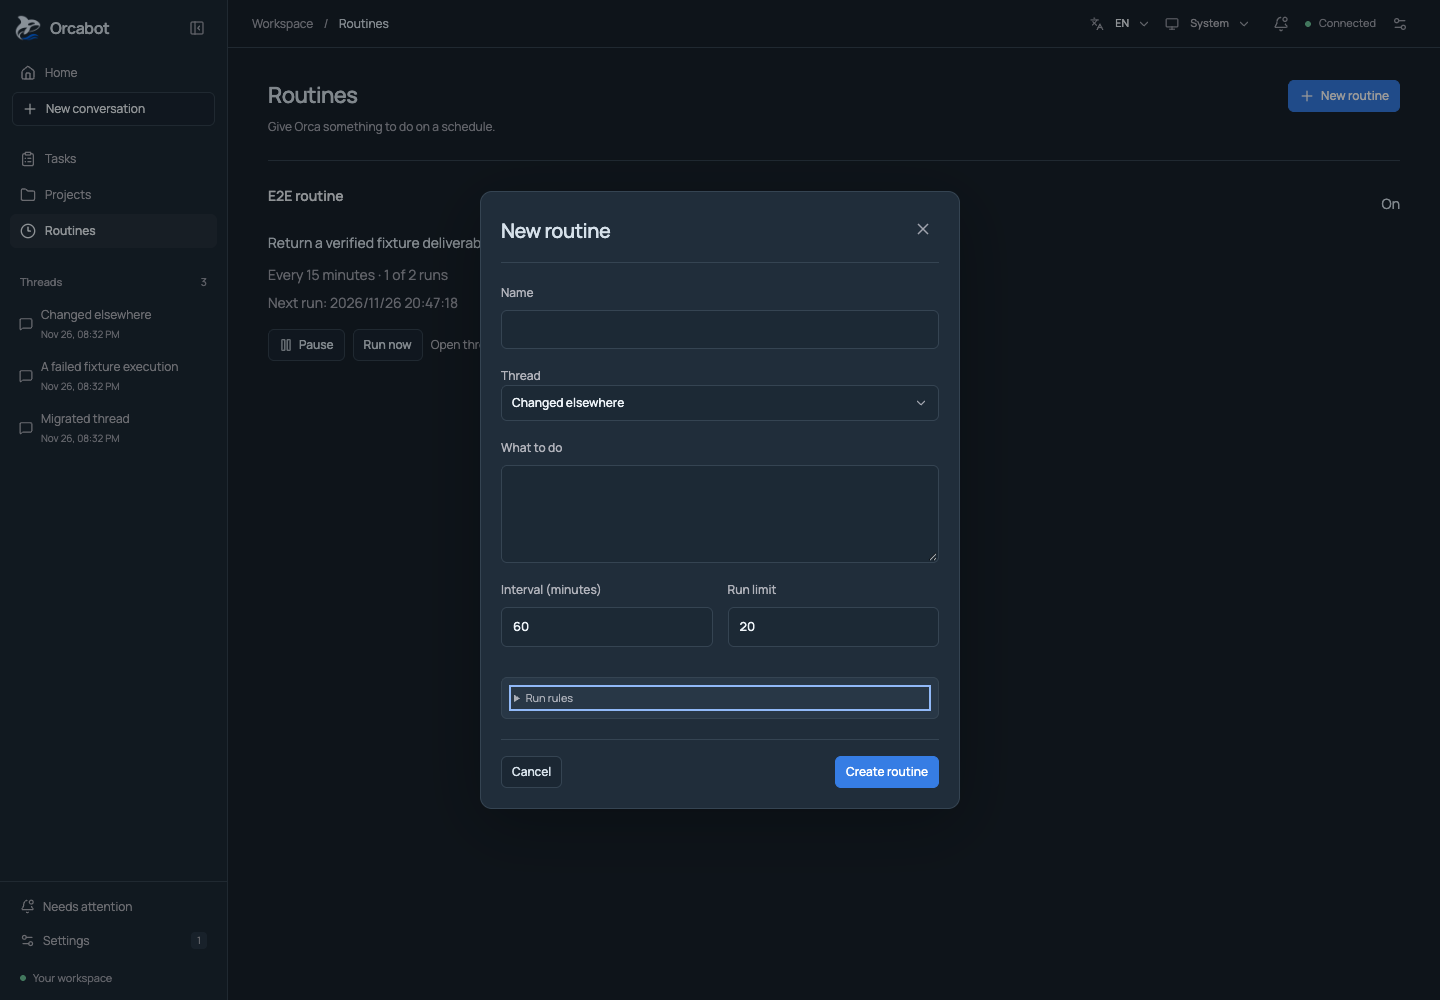 Orcabot
Home
New conversation
Tasks
Projects
Routines
Threads 3
Changed elsewhere
Nov 26, 08:32 PM
A failed fixture execution
Nov 26, 08:32 PM
Migrated thread
Nov 26, 08:32 PM
Needs attention
Settings 1
Your workspace
Workspace / Routines
EN System Connected
Routines
New routine
Give Orca something to do on a schedule.
E2E routine
On
Return a verified fixture deliverab
Every 15 minutes · 1 of 2 runs
Next run: 2026/11/26 20:47:18
Pause Run now Open thre
New routine
Name
Thread
Changed elsewhere
What to do
Interval (minutes) Run limit
60 20
Run rules
Cancel Create routine